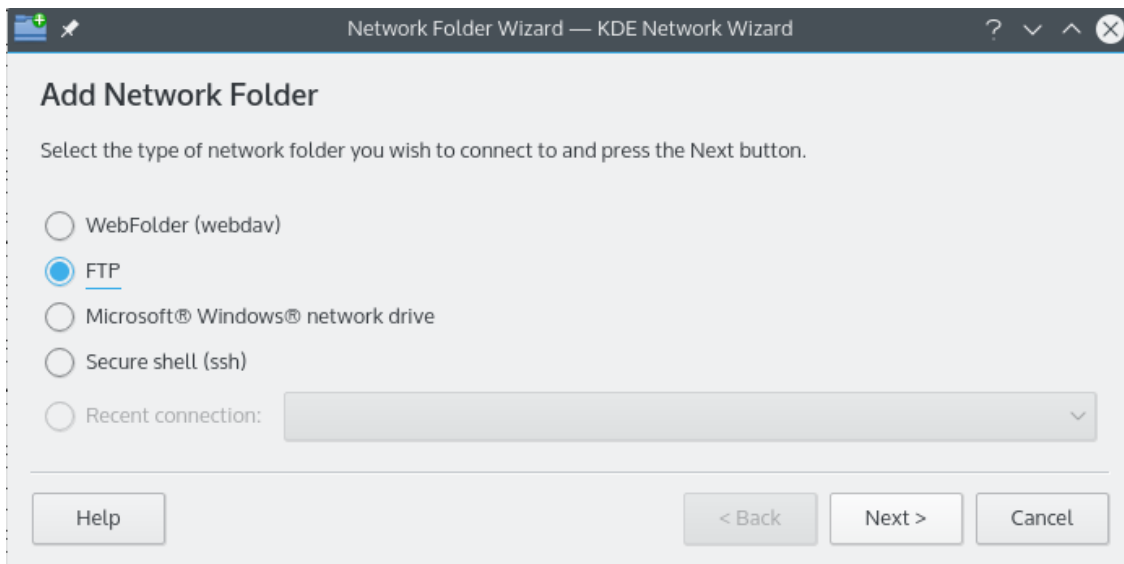 Network Folder Wizard — KDE Network Wizard
Add Network Folder
Select the type of network folder you wish to connect to and press the Next button.
WebFolder (webdav)
FTP
Microsoft® Windows® network drive
Secure shell (ssh)
Recent connection:
Help
< Back
Next >
Cancel